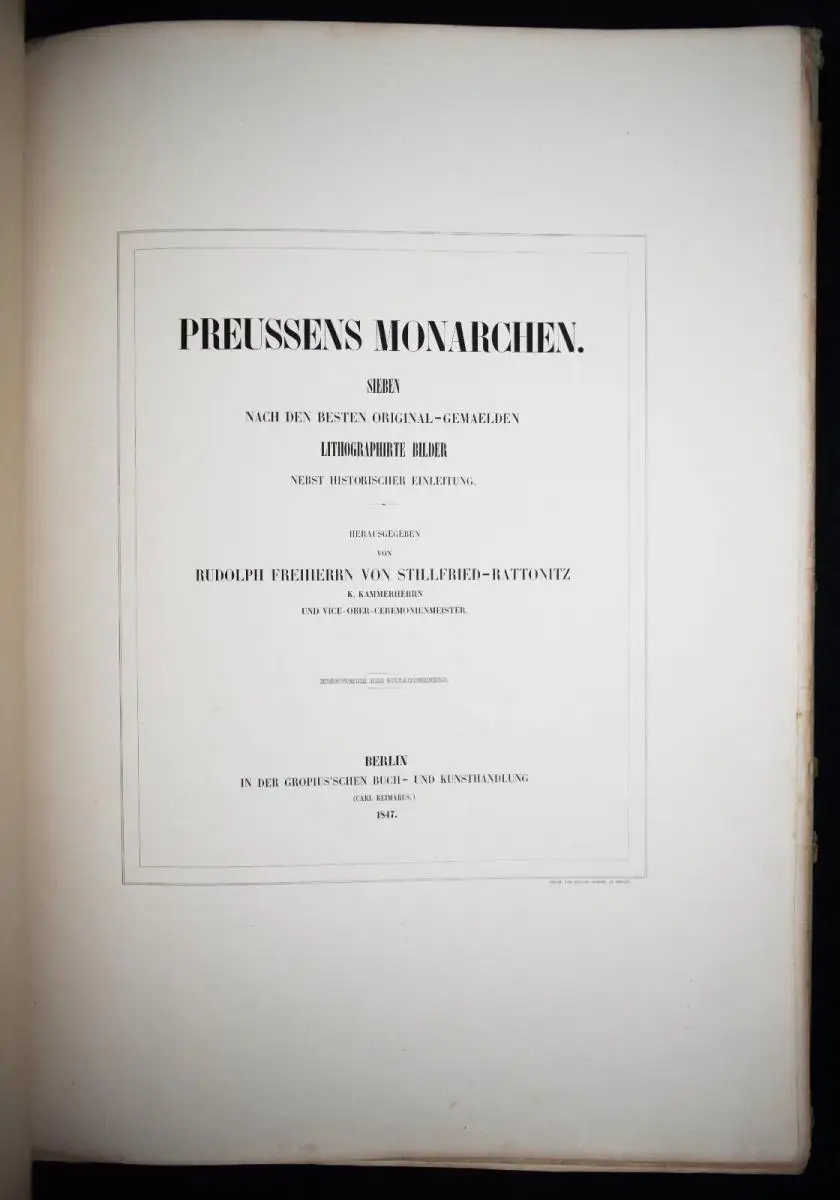 PREUSSENS MONARCHEN.
SIEBEN
NACH DEN BESTEN ORIGINAL-GEMAELDEN
LITHOGRAPHIRTE BILDER
NEBST HISTORISCHER EINLEITUNG.
HERAUSGEGEBEN
VON
RUDOLPH FREIHERRN VON STILLFRIED-RATTONITZ
K. KAMMERHERRN
UND VICE-OBER-CEREMONIENMEISTER.
DER
BERLIN
IN DER GROPIUS'SCHEN BUCH- UND KUNSTHANDLUNG
(CARL REIMARUS.)
1847.